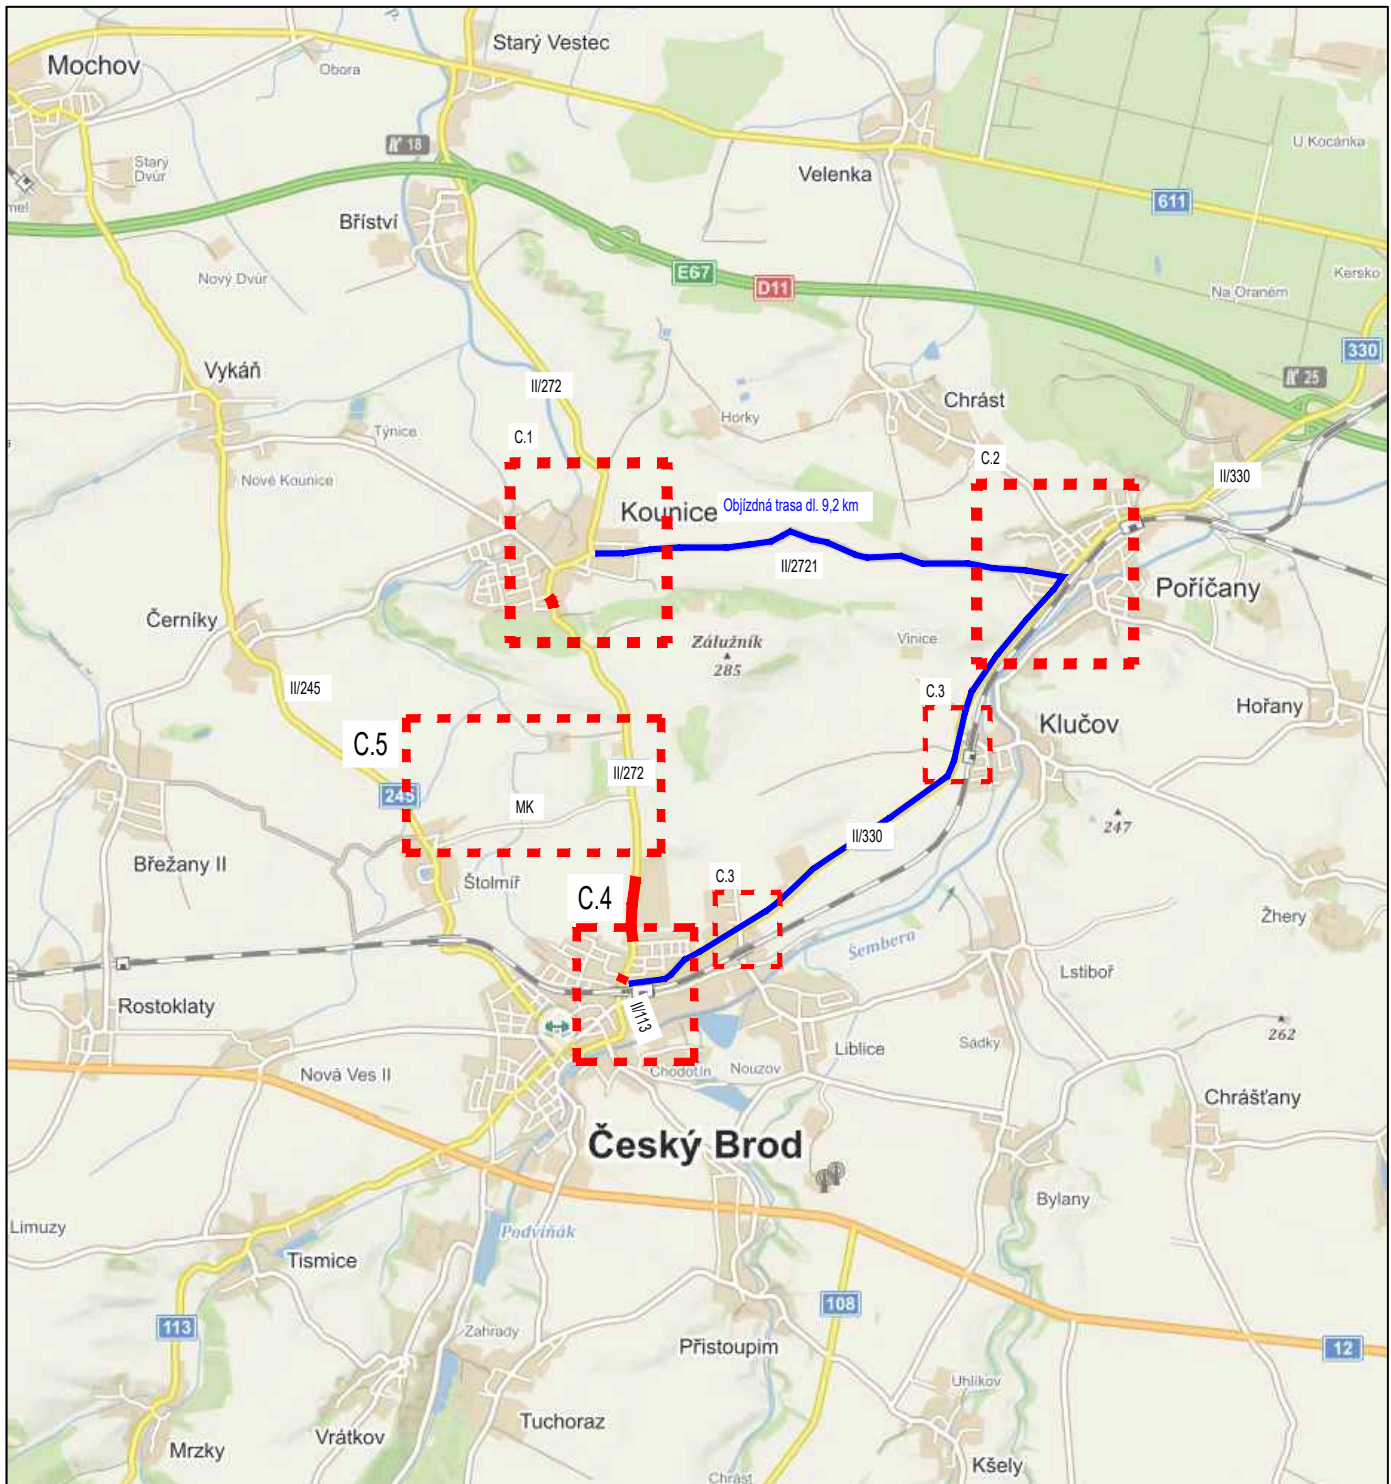 Starý Vestec
Mochov
Obora
18
U Kocánka
Starý
Dvůr
Velenka
611
mel
Bříství
E67
D11
Kersko
Nový Dvůr
Na Oraném
330
Vykáň
II/272
25
Chrást
Horky
Týnice
C.1
C.2
II/330
Nové Kounice
Kounice
Objízdná trasa dl. 9,2 km
II/2721
Poříčany
Černíky
Zálužník
285
Vinice
II/245
C.3
Hořany
Klučov
C.5
II/272
245
MK
247
II/330
Břežany II
Štolmíř
C.3
C.4
Žhery
Šembera
Lstiboř
Rostoklaty
II/113
262
Sádky
Liblice
Nová Ves II
Chodotín
Nouzov
Chrášťany
Český Brod
Bylany
Limuzy
Podviňák
Tismice
108
113
Zahrady
Přistoupim
12
Uhlíkov
Tuchoraz
Vrátkov
Mrzky
Kšely
Chrást